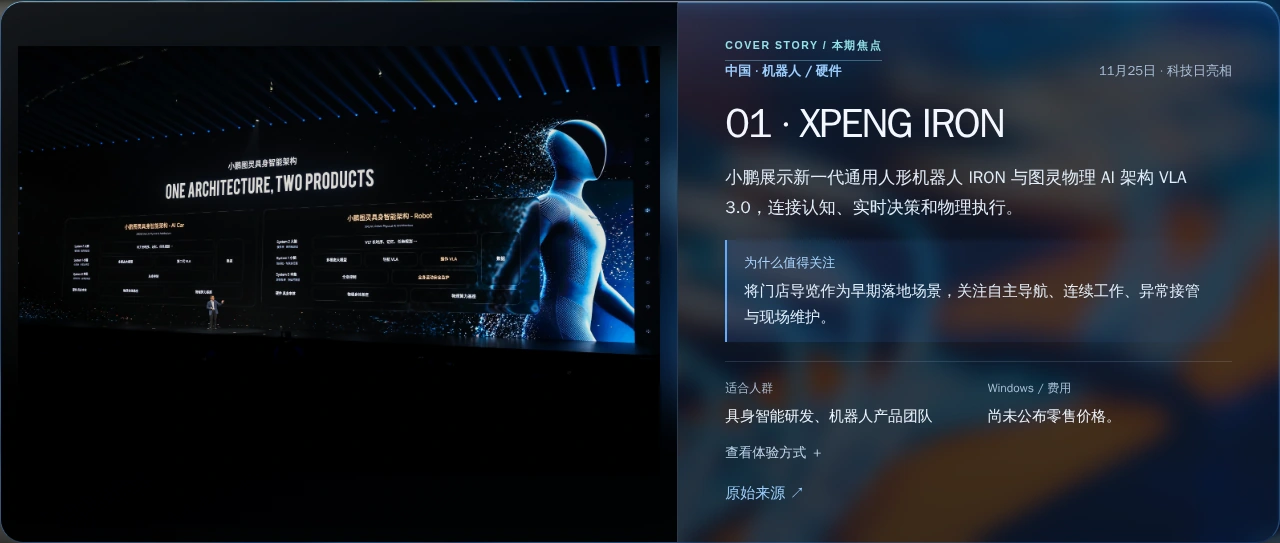 小鹏图灵具身智能架构
ONE ARCHITECTURE, TWO PRODUCTS
小鹏图灵具身智能架构 - AI Car
小鹏图灵具身智能架构 - Robot
COVER STORY / 本期焦点
中国 · 机器人 / 硬件
11月25日 · 科技日亮相
01 · XPENG IRON
小鹏展示新一代通用人形机器人 IRON 与图灵物理 AI 架构 VLA
3.0，连接认知、实时决策和物理执行。
为什么值得关注
将门店导览作为早期落地场景，关注自主导航、连续工作、异常接管
与现场维护。
适合人群
Windows / 费用
具身智能研发、机器人产品团队
尚未公布零售价格。
查看体验方式 +
原始来源 ↗